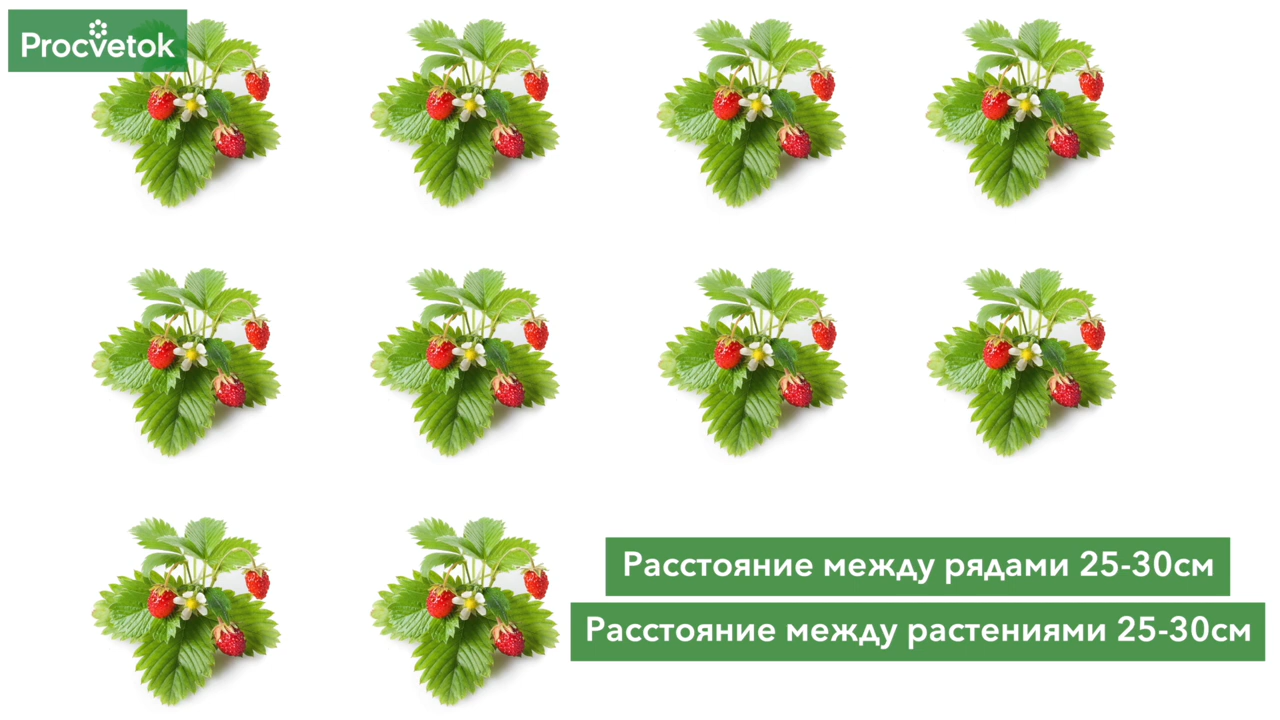 Procvetok
Расстояние между рядами 25-30см
Расстояние между растениями 25-30см